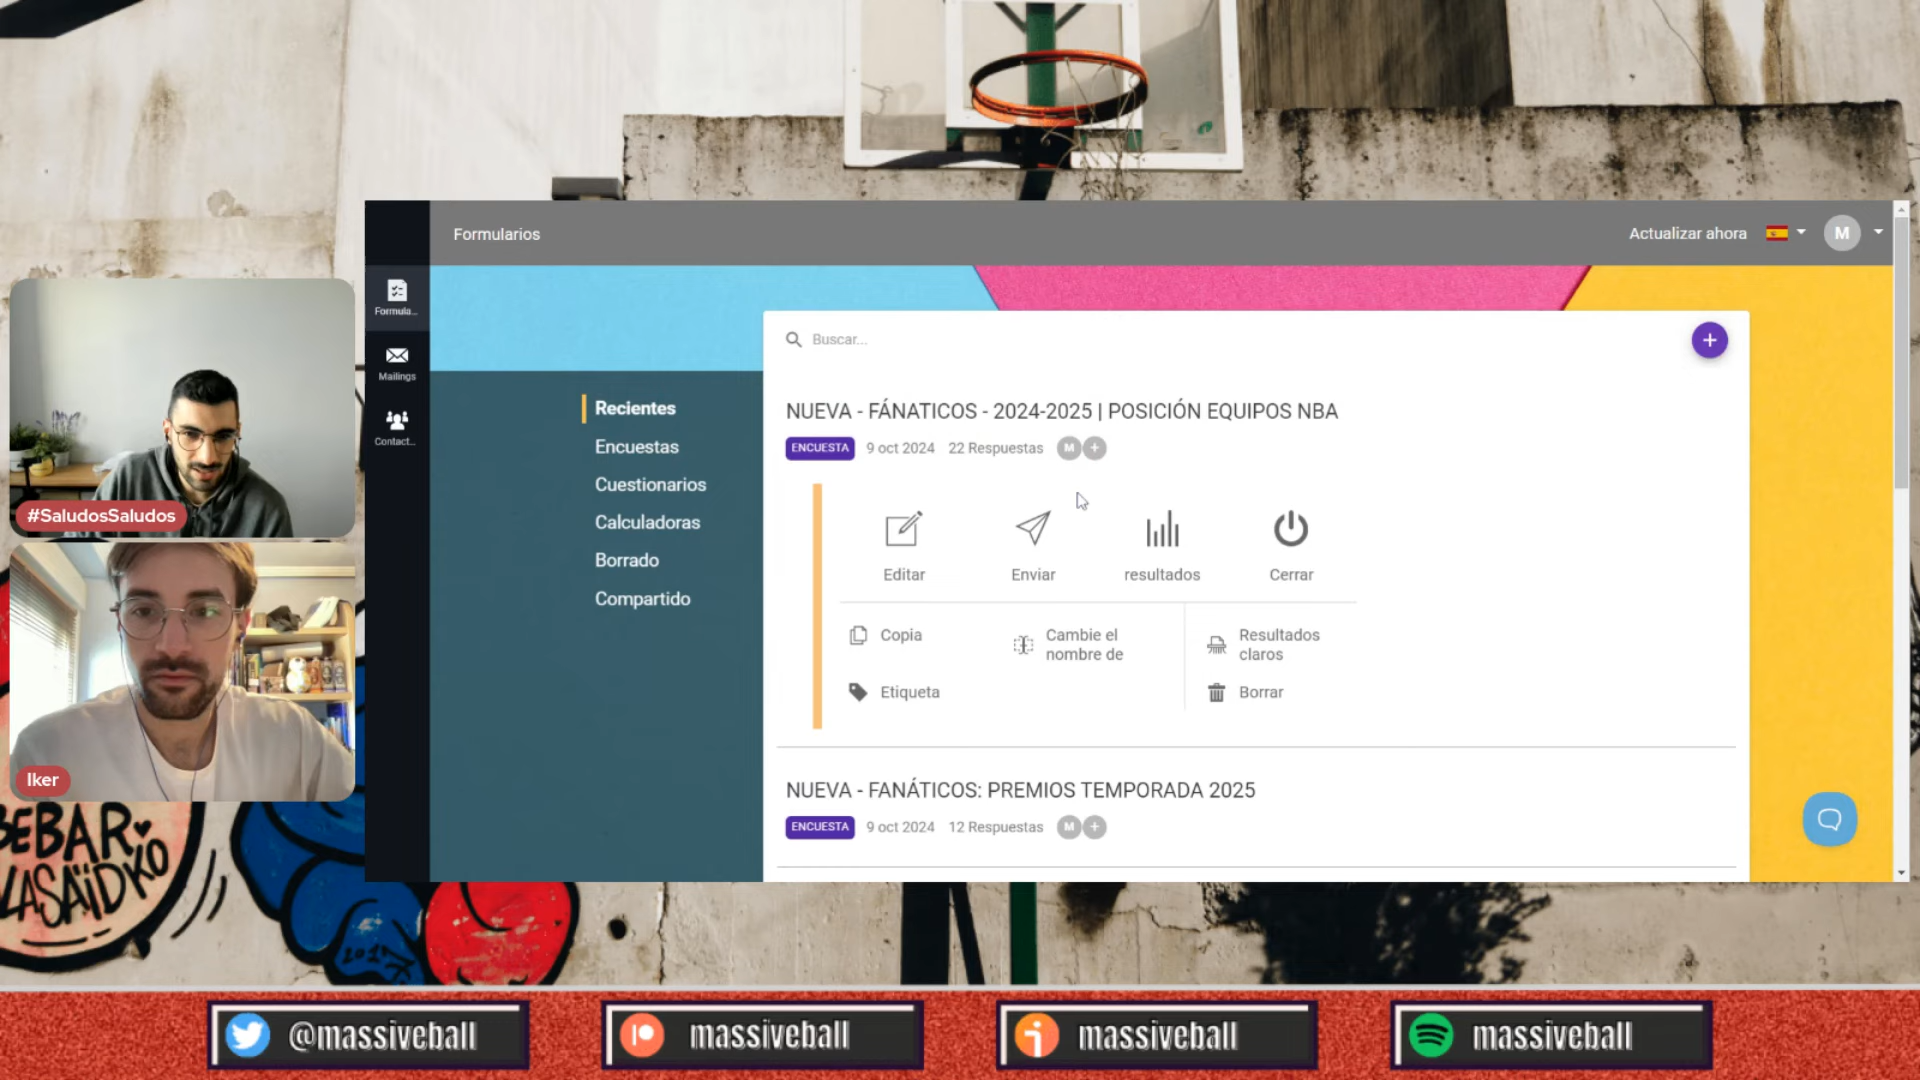 Formularios
Actualizar ahora
M
Formula...
Mailings
Contact...
Buscar...
+
Recientes
Encuestas
Cuestionarios
Calculadoras
Borrado
Compartido
NUEVA - FÁNATICOS - 2024-2025 | POSICIÓN EQUIPOS NBA
ENCUESTA 9 oct 2024 22 Respuestas M +
Editar
Enviar
resultados
Cerrar
Copia
Cambie el
nombre de
Resultados
claros
Etiqueta
Borrar
NUEVA - FANÁTICOS: PREMIOS TEMPORADA 2025
ENCUESTA 9 oct 2024 12 Respuestas M +
#SaludosSaludos
Iker
@massiveball
massiveball
massiveball
massiveball